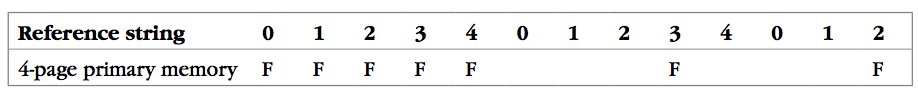 Reference string 0 1 2 3 4 0 1 2 3 4 0 1 2
4-page primary memory F F F F F F F